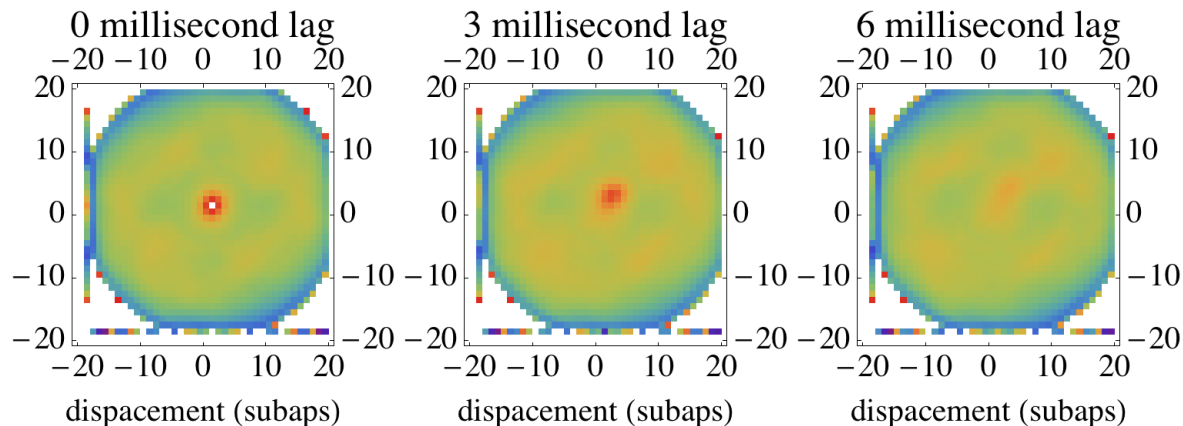 0 millisecond lag 3 millisecond lag 6 millisecond lag
−20 −10 0 10 20 −20 −10 0 10 20 −20 −10 0 10 20
20 20 20 20 20 20
10 10 10 10 10 10
0 0 0 0 0 0
−10 −10 −10 −10 −10 −10
−20 −20 −20 −20 −20 −20
−20 −10 0 10 20 −20 −10 0 10 20 −20 −10 0 10 20
dispacement (subaps) dispacement (subaps) dispacement (subaps)